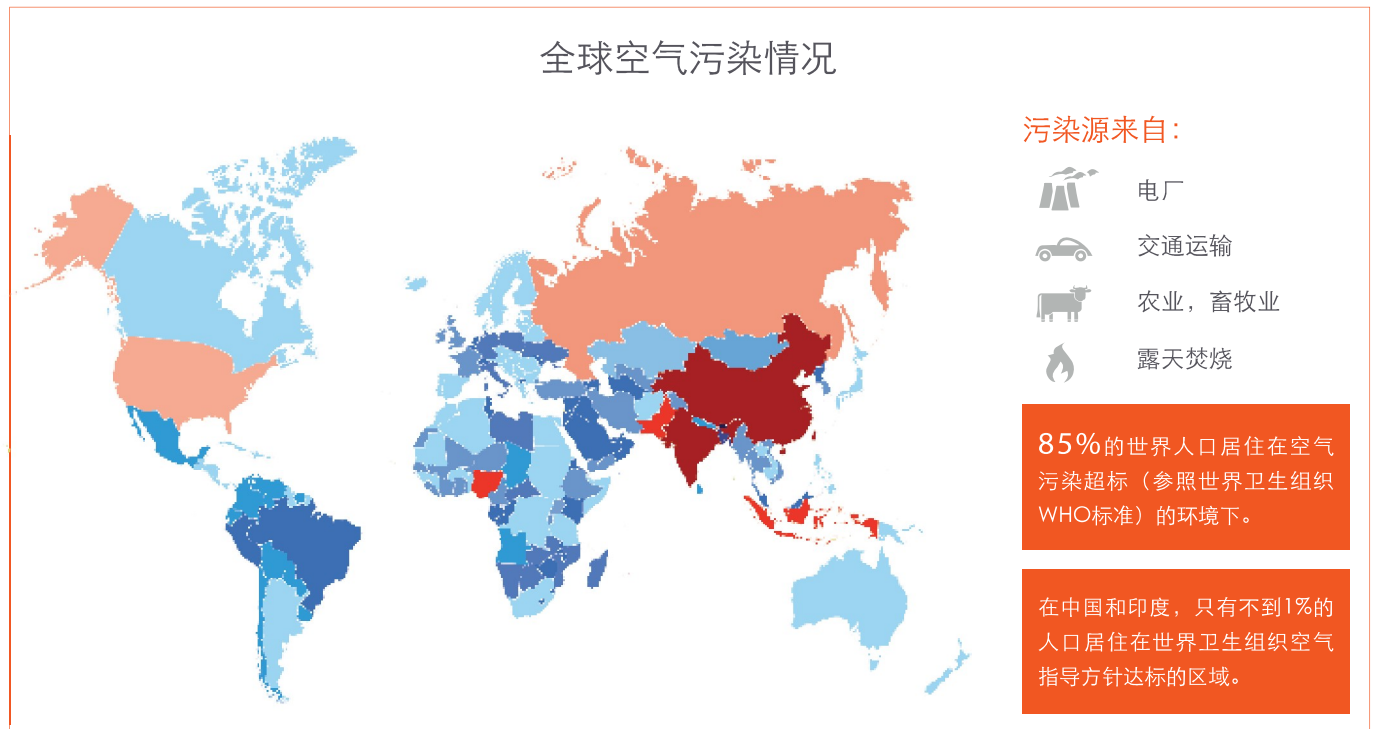 全球空气污染情况
污染源来自：
电厂
交通运输
农业，畜牧业
露天焚烧
85%的世界人口居住在空气
污染超标（参照世界卫生组织
WHO标准）的环境下。
在中国和印度，只有不到1%的
人口居住在世界卫生组织空气
指导方针达标的区域。